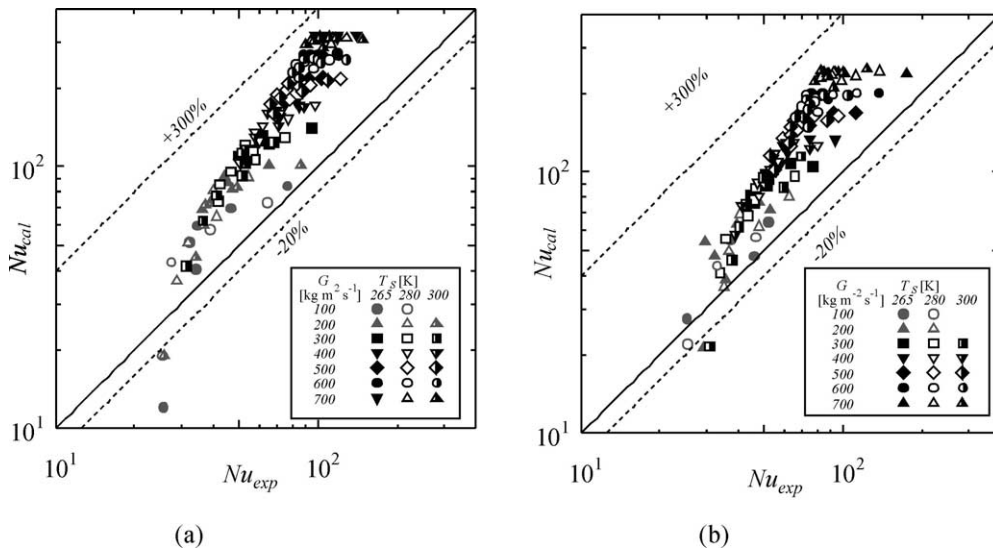 10^2
Nu_cal
10^1
10^1
10^2
Nu_exp
+300%
-20%
G T_S [K]
[kg m^2 s^-1] 265 280 300
100
200
300
400
500
600
700
(a)
10^2
Nu_cal
10^1
10^1
10^2
Nu_exp
+300%
-20%
G T_S [K]
[kg m^-2 s^-1] 265 280 300
100
200
300
400
500
600
700
(b)